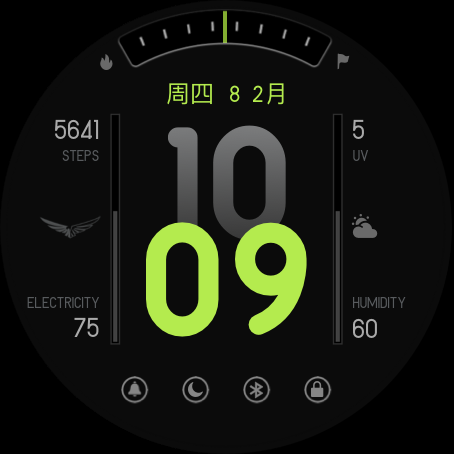 周四 8 2月
5641
STEPS
5
UV
10
09
ELECTRICITY
75
HUMIDITY
60